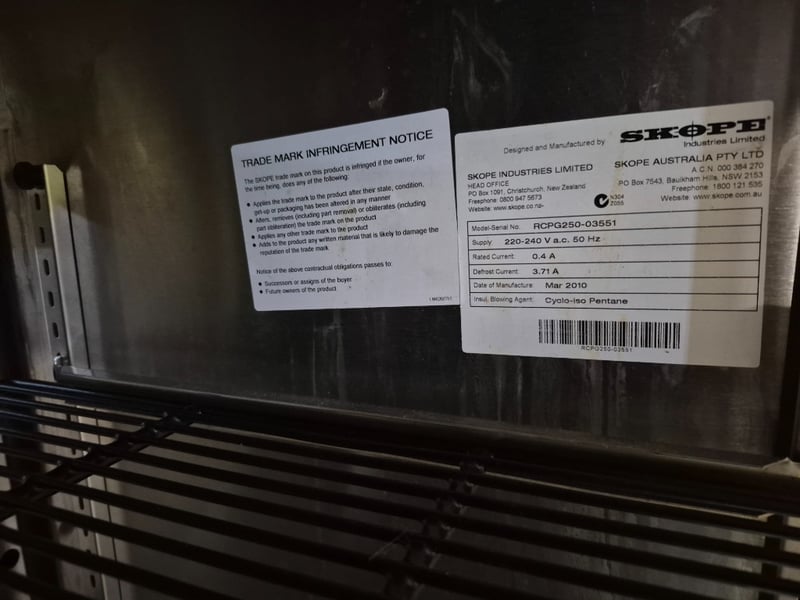 TRADE MARK INFRINGEMENT NOTICE
The SKOPE trade mark on this product is infringed if the owner, for
the time being, does any of the following:
● Applies the trade mark to the product after their state, condition,
get-up or packaging has been altered in any manner
● Alters, removes (including part removal) or obliterates (including
part obliteration) the trade mark on the product
● Applies any other trade mark to the product
● Adds to the product any written material that is likely to damage the
reputation of the trade mark
Notice of the above contractual obligations passes to:
● Successors or assigns of the buyer
● Future owners of the product
Designed and Manufactured by
SKOPE
Industries Limited
SKOPE INDUSTRIES LIMITED
HEAD OFFICE
PO Box 1091, Christchurch, New Zealand
Freephone: 0800 947 5673
Website: www.skope.co.nz
N304
Z055
SKOPE AUSTRALIA PTY LTD
A.C.N. 000 384 270
PO Box 7543, Baulkham Hills, NSW 2153
Freephone: 1800 121 535
Website: www.skope.com.au
Model-Serial No. RCPG250-03551
Supply: 220-240 V a.c. 50 Hz
Rated Current: 0.4 A
Defrost Current: 3.71 A
Date of Manufacture: Mar 2010
Insul. Blowing Agent: Cyclo-iso Pentane
RCPG250-03551